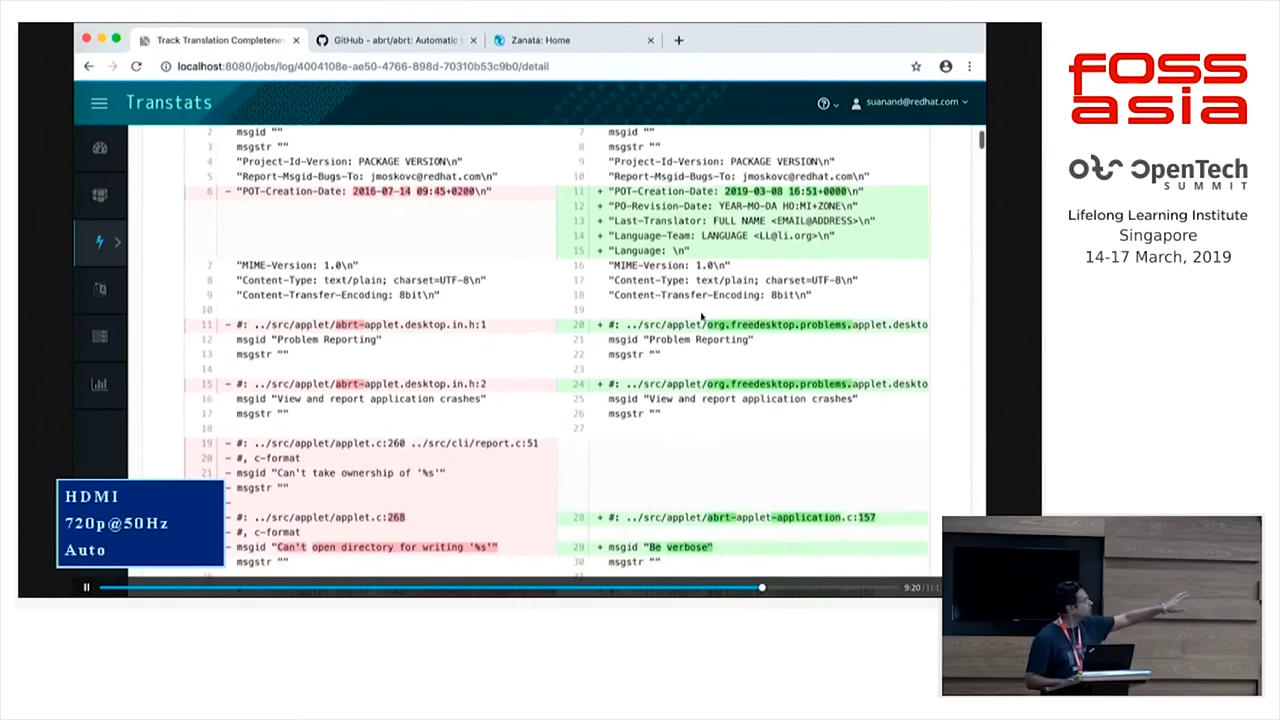 Track Translation Completene
GitHub - abrt/abrt: Automatic
Zanata: Home
localhost:8080/jobs/log/4004108e-ae50-4766-898d-70310b53c9b0/detail
Transtats
suanand@redhat.com
2 msgid ""
3 msgstr ""
4 "Project-Id-Version: PACKAGE VERSION\n"
5 "Report-Msgid-Bugs-To: jmoskovc@redhat.com\n"
6 - "POT-Creation-Date: 2016-07-14 09:45+0200\n"
7 "MIME-Version: 1.0\n"
8 "Content-Type: text/plain; charset=UTF-8\n"
9 "Content-Transfer-Encoding: 8bit\n"
10
11 - #: ../src/applet/abrt-applet.desktop.in.h:1
12 msgid "Problem Reporting"
13 msgstr ""
14
15 - #: ../src/applet/abrt-applet.desktop.in.h:2
16 msgid "View and report application crashes"
17 msgstr ""
18
19 - #: ../src/applet/applet.c:260 ../src/cli/report.c:51
20 - #, c-format
21 - msgid "Can't take ownership of '%s'"
- msgstr ""
-
- #: ../src/applet/applet.c:268
- #, c-format
- msgid "Can't open directory for writing '%s'"
msgstr ""
7 msgid ""
8 msgstr ""
9 "Project-Id-Version: PACKAGE VERSION\n"
10 "Report-Msgid-Bugs-To: jmoskovc@redhat.com\n"
11 + "POT-Creation-Date: 2019-03-08 16:51+0000\n"
12 + "PO-Revision-Date: YEAR-MO-DA HO:MI+ZONE\n"
13 + "Last-Translator: FULL NAME <EMAIL@ADDRESS>\n"
14 + "Language-Team: LANGUAGE <LL@li.org>\n"
15 + "Language: \n"
16 "MIME-Version: 1.0\n"
17 "Content-Type: text/plain; charset=UTF-8\n"
18 "Content-Transfer-Encoding: 8bit\n"
19
20 + #: ../src/applet/org.freedesktop.problems.applet.deskto
21 msgid "Problem Reporting"
22 msgstr ""
23
24 + #: ../src/applet/org.freedesktop.problems.applet.deskto
25 msgid "View and report application crashes"
26 msgstr ""
27
28 + #: ../src/applet/abrt-applet-application.c:157
29 + msgid "Be verbose"
30 msgstr ""
HDMI
720p@50Hz
Auto
9:20
FOSS
ASIA
OpenTech
SUMMIT
Lifelong Learning Institute
Singapore
14-17 March, 2019